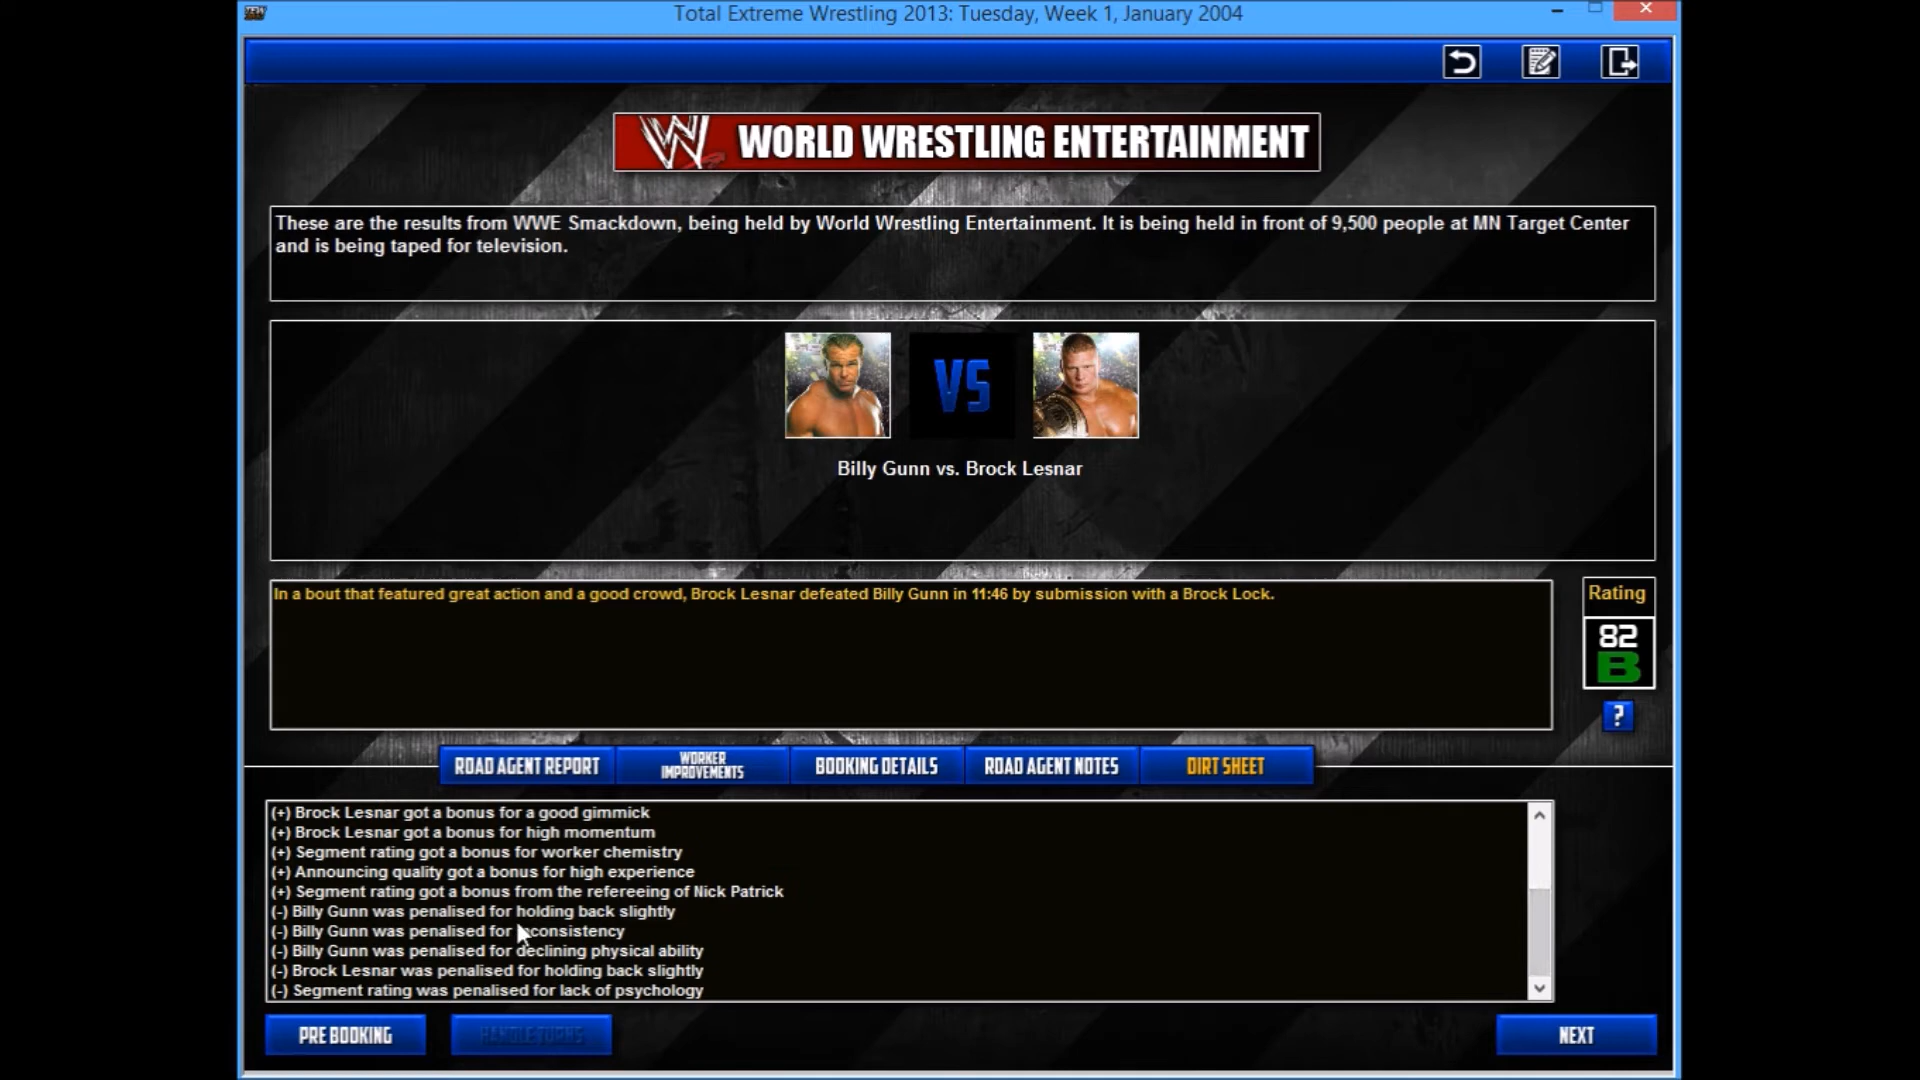 Total Extreme Wrestling 2013: Tuesday, Week 1, January 2004
W WORLD WRESTLING ENTERTAINMENT
These are the results from WWE Smackdown, being held by World Wrestling Entertainment. It is being held in front of 9,500 people at MN Target Center
and is being taped for television.
VS
Billy Gunn vs. Brock Lesnar
In a bout that featured great action and a good crowd, Brock Lesnar defeated Billy Gunn in 11:46 by submission with a Brock Lock.
Rating
82
B
?
ROAD AGENT REPORT
WORKER
IMPROVEMENTS
BOOKING DETAILS
ROAD AGENT NOTES
DIRT SHEET
(+) Brock Lesnar got a bonus for a good gimmick
(+) Brock Lesnar got a bonus for high momentum
(+) Segment rating got a bonus for worker chemistry
(+) Announcing quality got a bonus for high experience
(+) Segment rating got a bonus from the refereeing of Nick Patrick
(-) Billy Gunn was penalised for holding back slightly
(-) Billy Gunn was penalised for inconsistency
(-) Billy Gunn was penalised for declining physical ability
(-) Brock Lesnar was penalised for holding back slightly
(-) Segment rating was penalised for lack of psychology
PRE BOOKING
HANDLE TURNS
NEXT